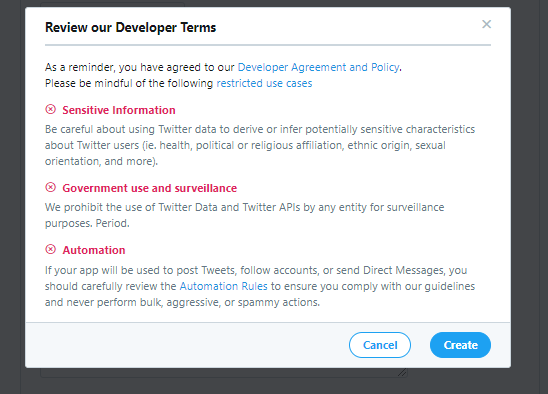 Review our Developer Terms
As a reminder, you have agreed to our Developer Agreement and Policy.
Please be mindful of the following restricted use cases
Sensitive Information
Be careful about using Twitter data to derive or infer potentially sensitive characteristics
about Twitter users (ie. health, political or religious affiliation, ethnic origin, sexual
orientation, and more).
Government use and surveillance
We prohibit the use of Twitter Data and Twitter APIs by any entity for surveillance
purposes. Period.
Automation
If your app will be used to post Tweets, follow accounts, or send Direct Messages, you
should carefully review the Automation Rules to ensure you comply with our guidelines
and never perform bulk, aggressive, or spammy actions.
Cancel Create